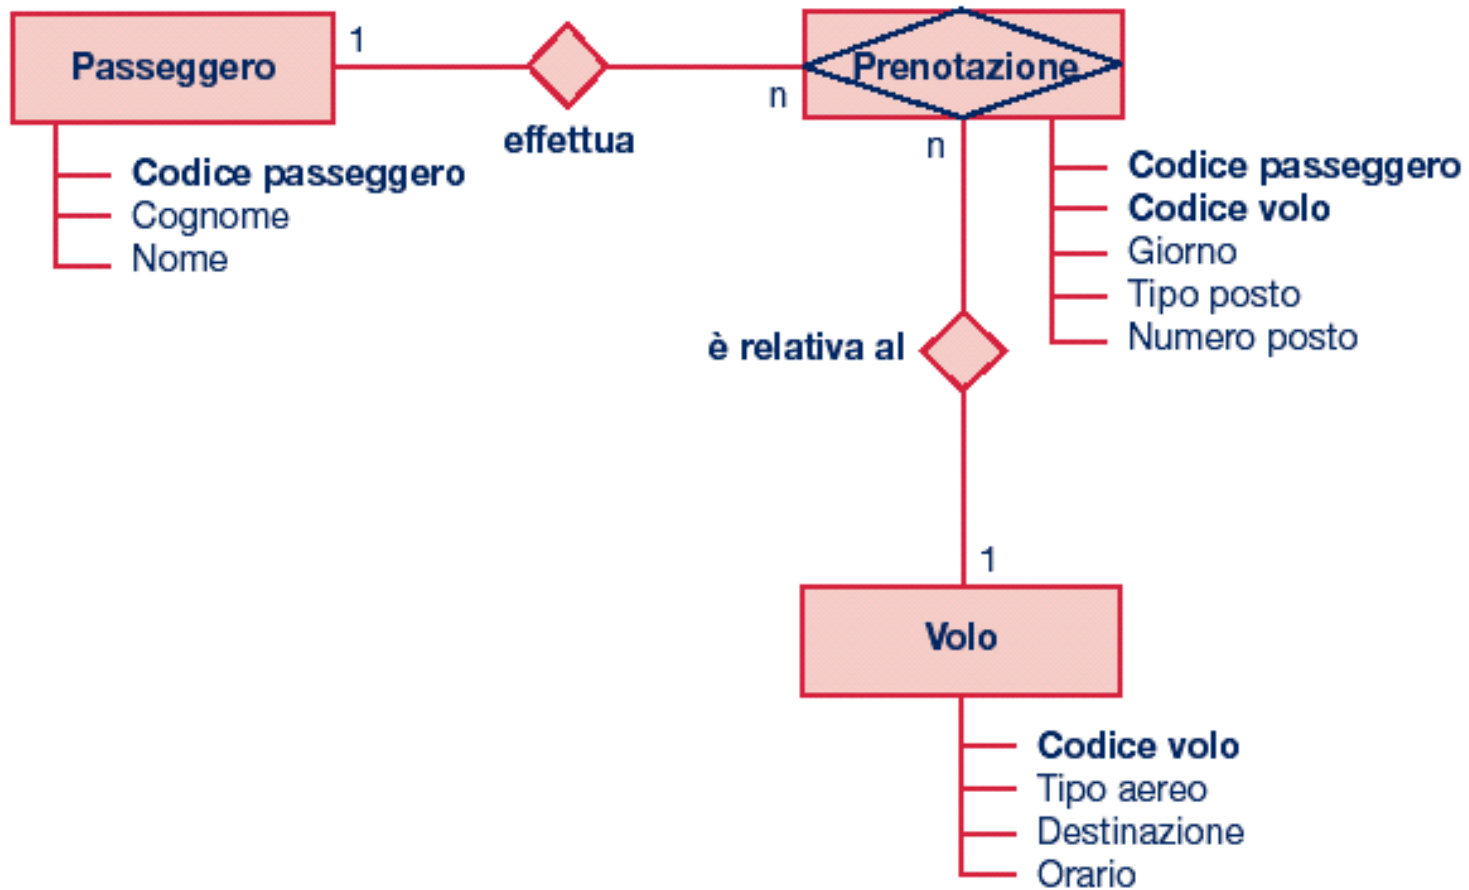 Passeggero
1
effettua
n
Prenotazione
n
Codice passeggero
Cognome
Nome
Codice passeggero
Codice volo
Giorno
Tipo posto
Numero posto
è relativa al
1
Volo
Codice volo
Tipo aereo
Destinazione
Orario